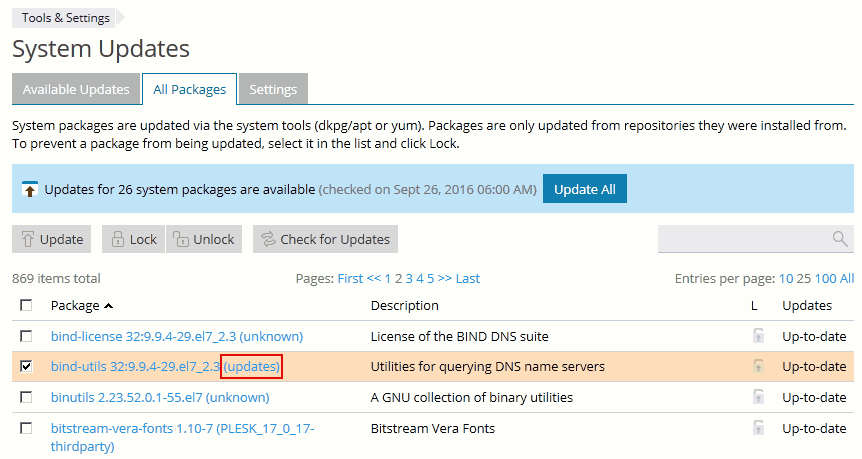 Tools & Settings
System Updates
Available Updates All Packages Settings
System packages are updated via the system tools (dkpg/apt or yum). Packages are only updated from repositories they were installed from.
To prevent a package from being updated, select it in the list and click Lock.
Updates for 26 system packages are available (checked on Sept 26, 2016 06:00 AM) Update All
Update Lock Unlock Check for Updates
869 items total Pages: First << 1 2 3 4 5 >> Last Entries per page: 10 25 100 All
Package Description L Updates
bind-license 32:9.9.4-29.el7_2.3 (unknown) License of the BIND DNS suite Up-to-date
bind-utils 32:9.9.4-29.el7_2.3 (updates) Utilities for querying DNS name servers Up-to-date
binutils 2.23.52.0.1-55.el7 (unknown) A GNU collection of binary utilities Up-to-date
bitstream-vera-fonts 1.10-7 (PLESK_17_0_17- Bitstream Vera Fonts Up-to-date
thirdparty)